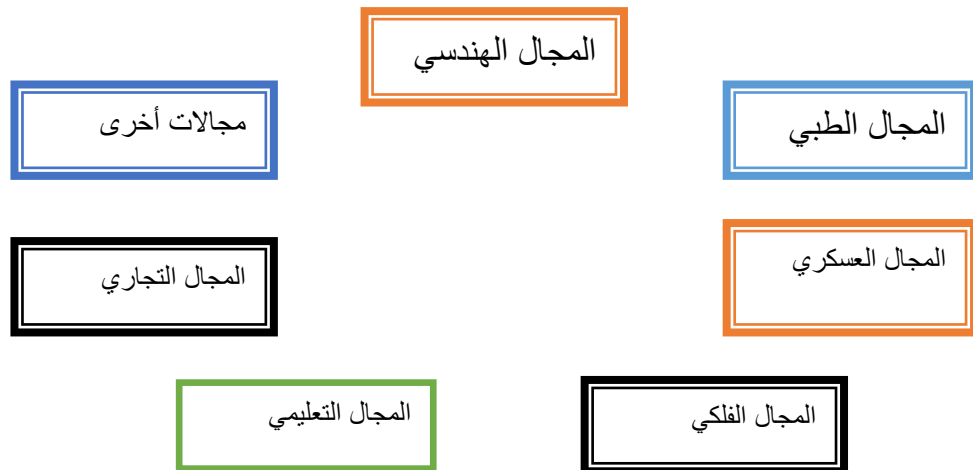 المجال الهندسي
المجال الطبي
مجالات أخرى
المجال العسكري
المجال التجاري
المجال الفلكي
المجال التعليمي